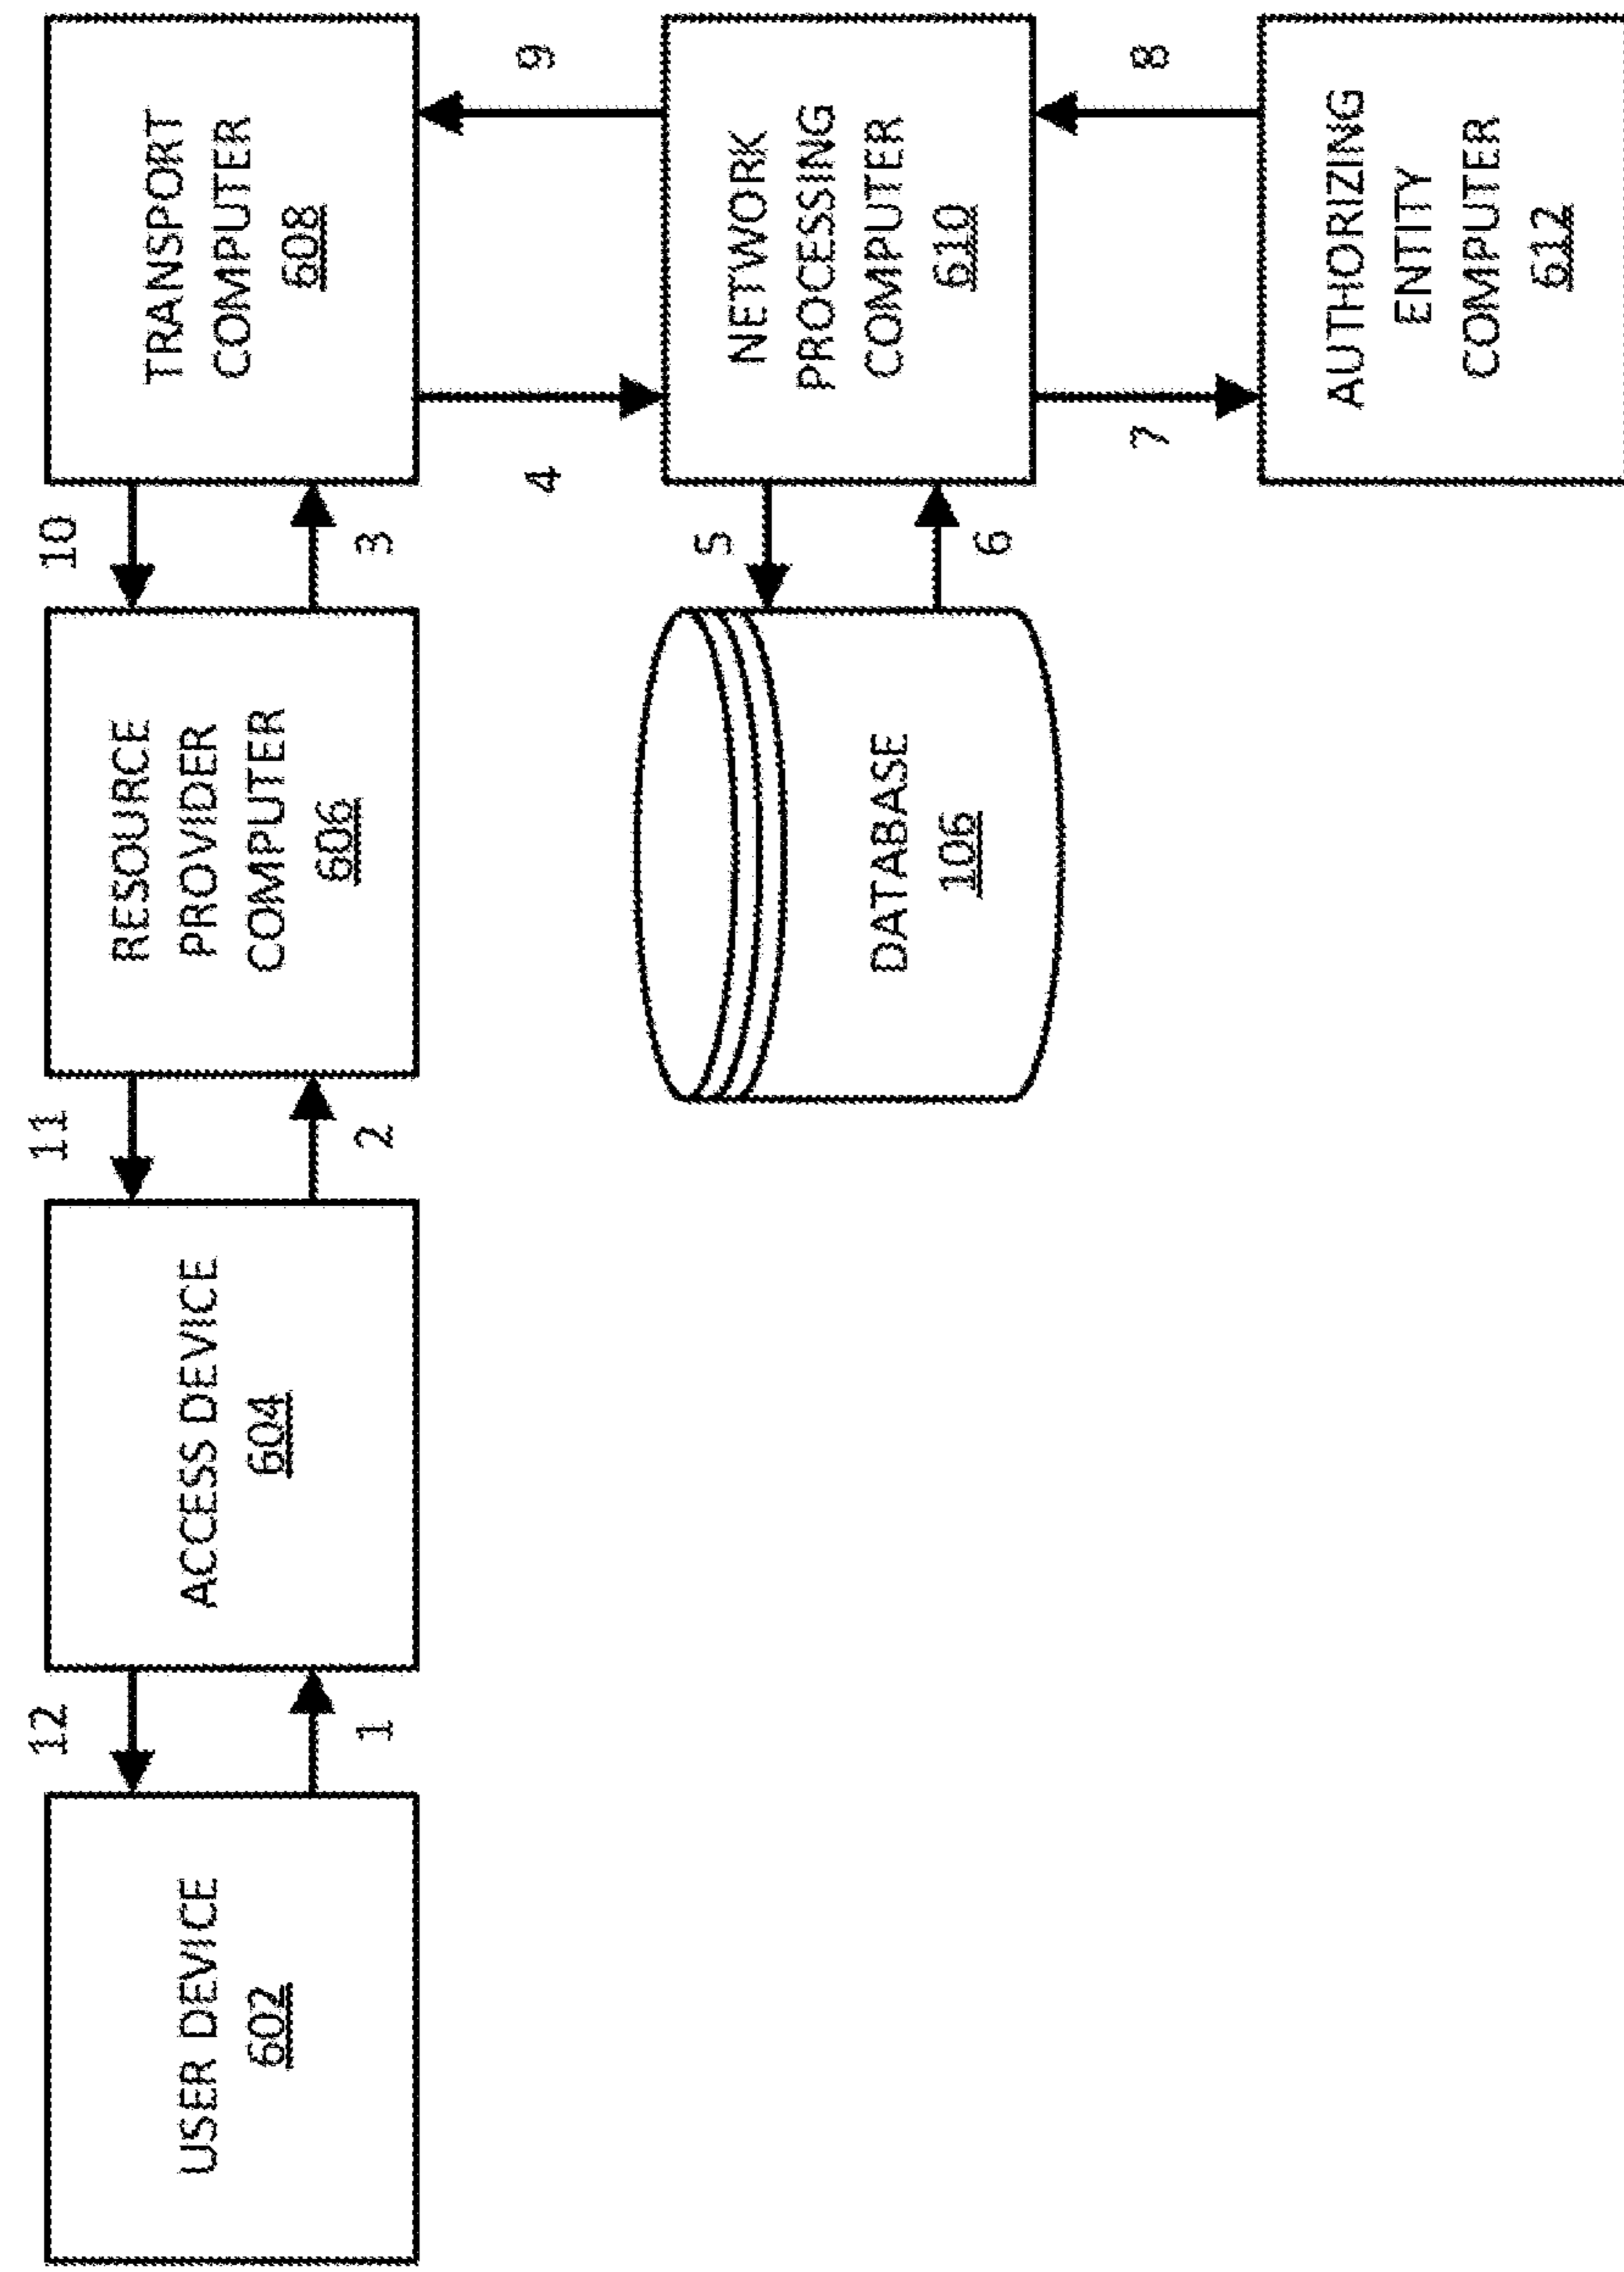 12
11
10
USER DEVICE
602
ACCESS DEVICE
604
RESOURCE
PROVIDER
COMPUTER
606
TRANSPORT
COMPUTER
608
1
2
3
4
9
5
6
DATABASE
106
NETWORK
PROCESSING
COMPUTER
610
7
8
AUTHORIZING
ENTITY
COMPUTER
612